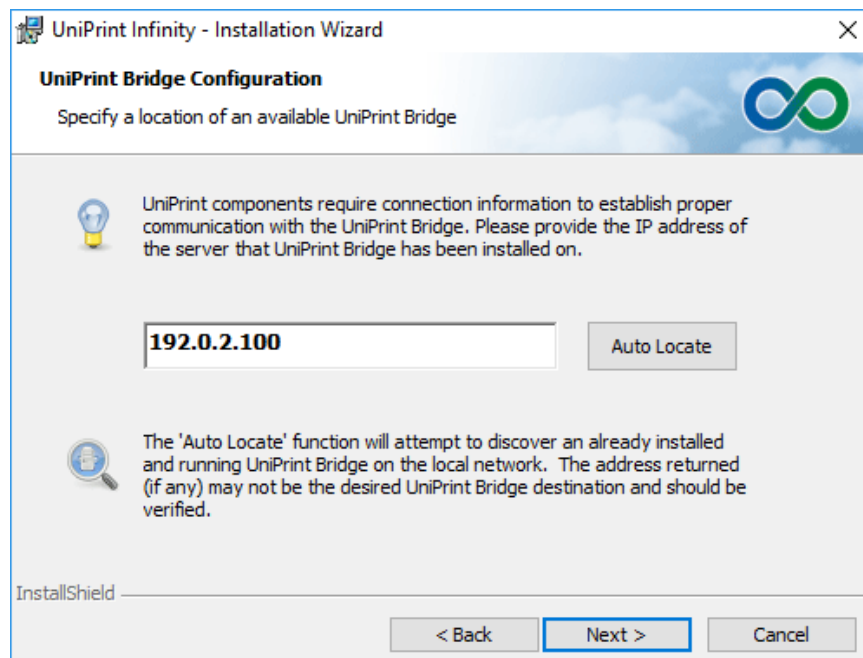 UniPrint Infinity - Installation Wizard
UniPrint Bridge Configuration
Specify a location of an available UniPrint Bridge
UniPrint components require connection information to establish proper
communication with the UniPrint Bridge. Please provide the IP address of
the server that UniPrint Bridge has been installed on.
192.0.2.100
Auto Locate
The 'Auto Locate' function will attempt to discover an already installed
and running UniPrint Bridge on the local network.  The address returned
(if any) may not be the desired UniPrint Bridge destination and should be
verified.
InstallShield
< Back
Next >
Cancel